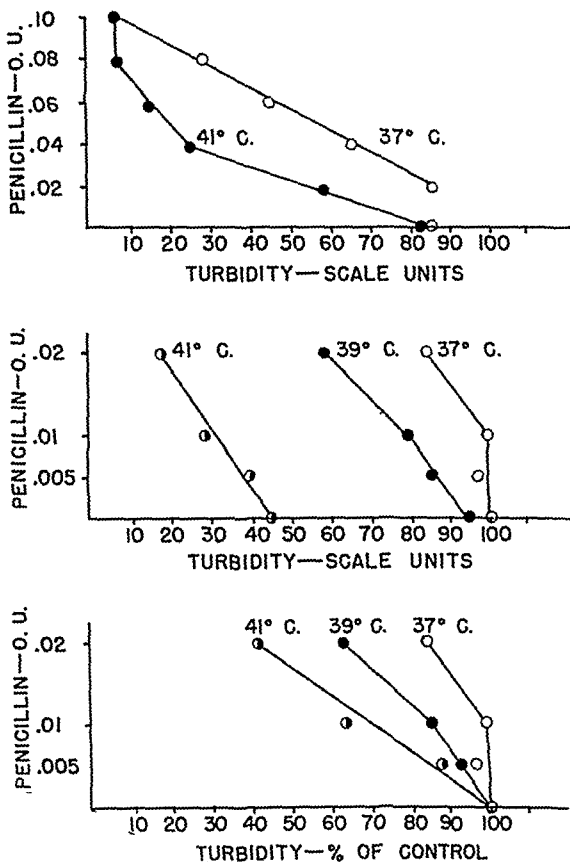 PENICILLIN—O. U.
.10
.08
.06
.04
.02
41° C.
37° C.
10 20 30 40 50 60 70 80 90 100
TURBIDITY—SCALE UNITS
PENICILLIN—O. U.
.02
.01
.005
41° C.
39° C.
37° C.
10 20 30 40 50 60 70 80 90 100
TURBIDITY—SCALE UNITS
PENICILLIN—O. U.
.02
.01
.005
41° C.
39° C.
37° C.
10 20 30 40 50 60 70 80 90 100
TURBIDITY—% OF CONTROL